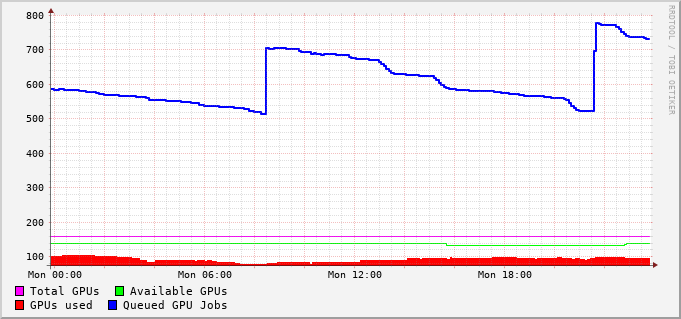 800
700
600
500
400
300
200
100
Mon 00:00 Mon 06:00 Mon 12:00 Mon 18:00
Total GPUs Available GPUs
GPUs used Queued GPU Jobs
RRDTOOL / TOBI OETIKER